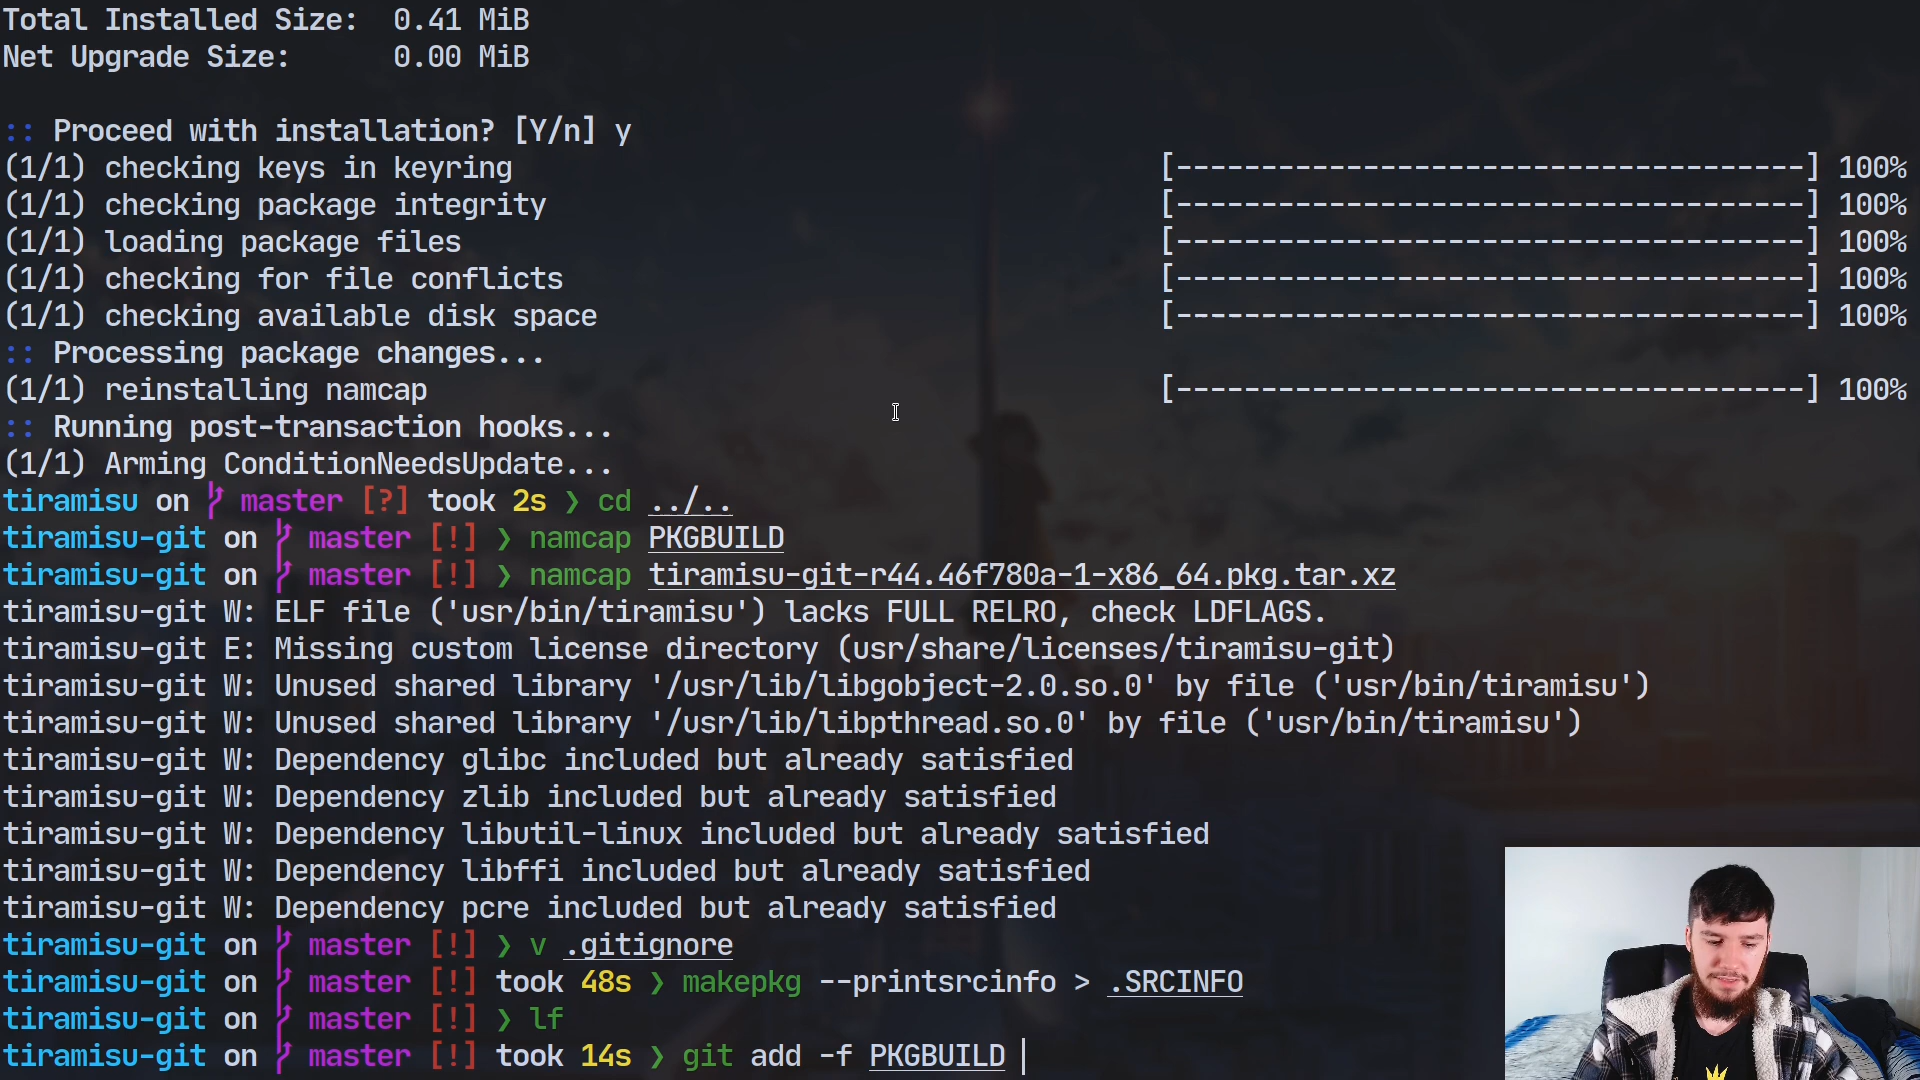 Total Installed Size:  0.41 MiB
Net Upgrade Size:      0.00 MiB
:: Proceed with installation? [Y/n] y
(1/1) checking keys in keyring [-------------------------------------] 100%
(1/1) checking package integrity [-------------------------------------] 100%
(1/1) loading package files [-------------------------------------] 100%
(1/1) checking for file conflicts [-------------------------------------] 100%
(1/1) checking available disk space [-------------------------------------] 100%
:: Processing package changes...
(1/1) reinstalling namcap [-------------------------------------] 100%
:: Running post-transaction hooks...
(1/1) Arming ConditionNeedsUpdate...
tiramisu on master [?] took 2s ❯ cd ../..
tiramisu-git on master [!] ❯ namcap PKGBUILD
tiramisu-git on master [!] ❯ namcap tiramisu-git-r44.46f780a-1-x86_64.pkg.tar.xz
tiramisu-git W: ELF file ('usr/bin/tiramisu') lacks FULL RELRO, check LDFLAGS.
tiramisu-git E: Missing custom license directory (usr/share/licenses/tiramisu-git)
tiramisu-git W: Unused shared library '/usr/lib/libgobject-2.0.so.0' by file ('usr/bin/tiramisu')
tiramisu-git W: Unused shared library '/usr/lib/libpthread.so.0' by file ('usr/bin/tiramisu')
tiramisu-git W: Dependency glibc included but already satisfied
tiramisu-git W: Dependency zlib included but already satisfied
tiramisu-git W: Dependency libutil-linux included but already satisfied
tiramisu-git W: Dependency libffi included but already satisfied
tiramisu-git W: Dependency pcre included but already satisfied
tiramisu-git on master [!] ❯ v .gitignore
tiramisu-git on master [!] took 48s ❯ makepkg --printsrcinfo > .SRCINFO
tiramisu-git on master [!] ❯ lf
tiramisu-git on master [!] took 14s ❯ git add -f PKGBUILD